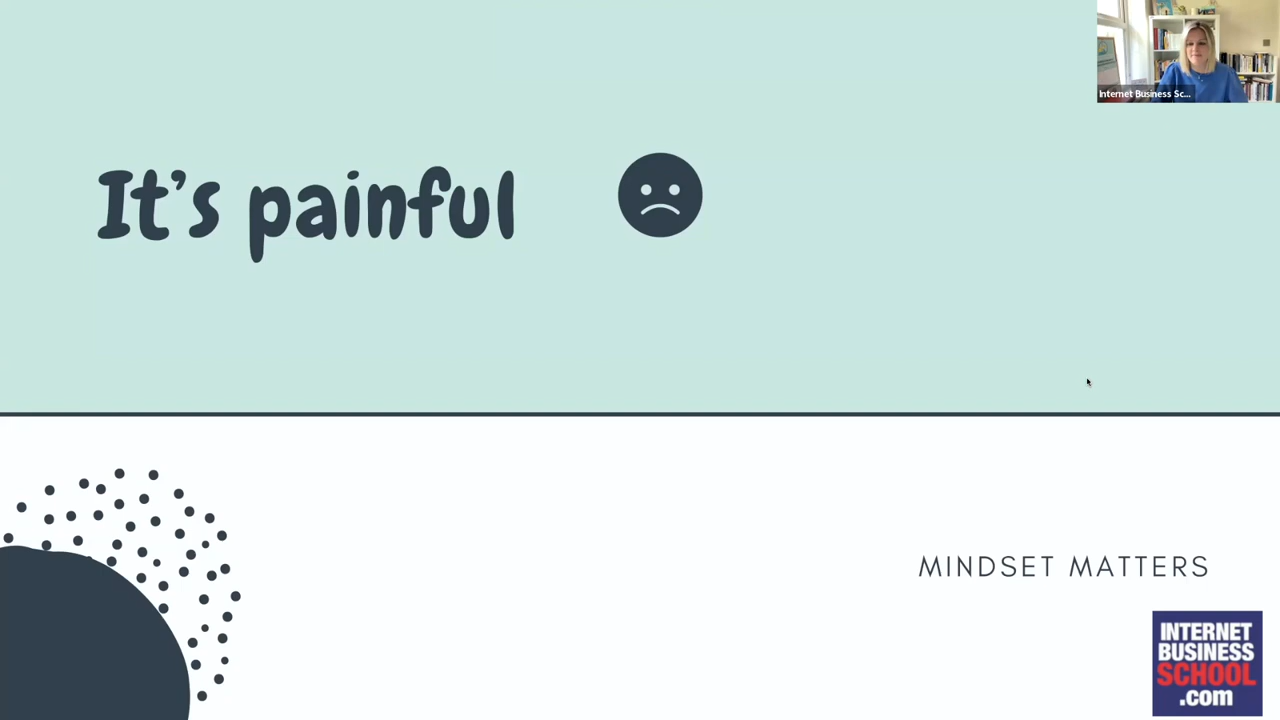 Internet Business Sc...
It's painful
MINDSET MATTERS
INTERNET
BUSINESS
SCHOOL
.com